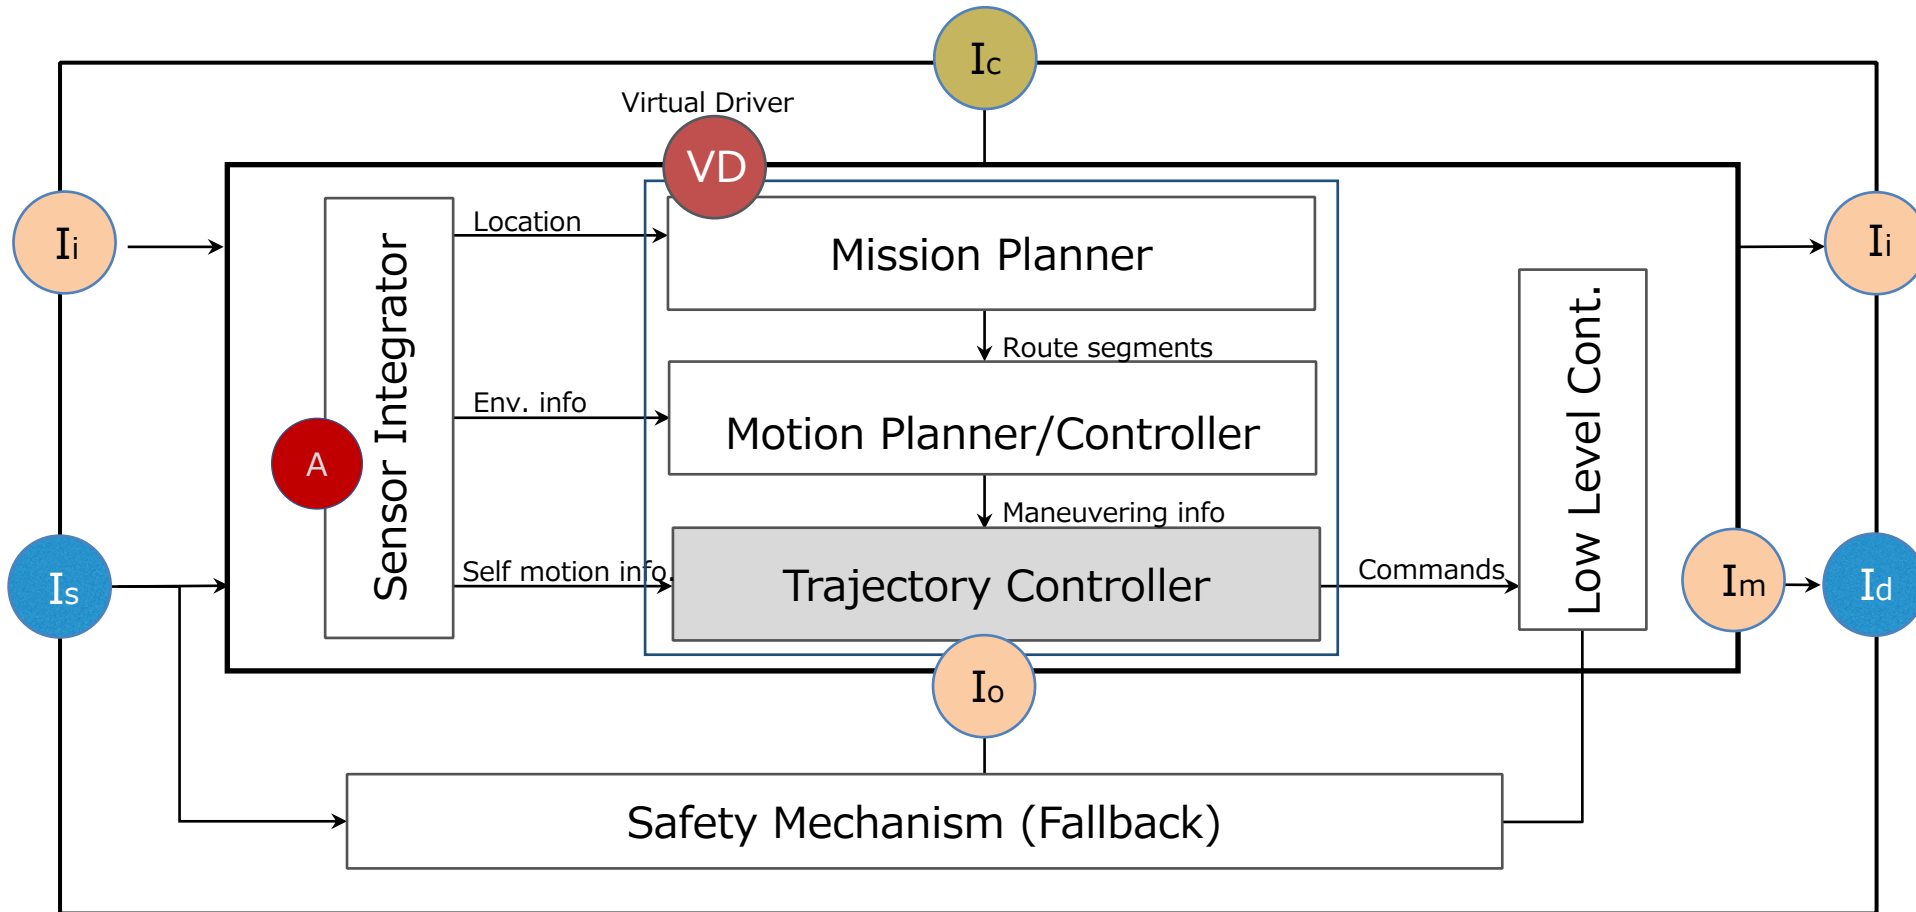 Ic
Virtual Driver
VD
Ii
Location
Mission Planner
Ii
Sensor Integrator
Route segments
Low Level Cont.
Env. info
Motion Planner/Controller
A
Maneuvering info
Is
Self motion info.
Trajectory Controller
Commands
Im
Id
Io
Safety Mechanism (Fallback)